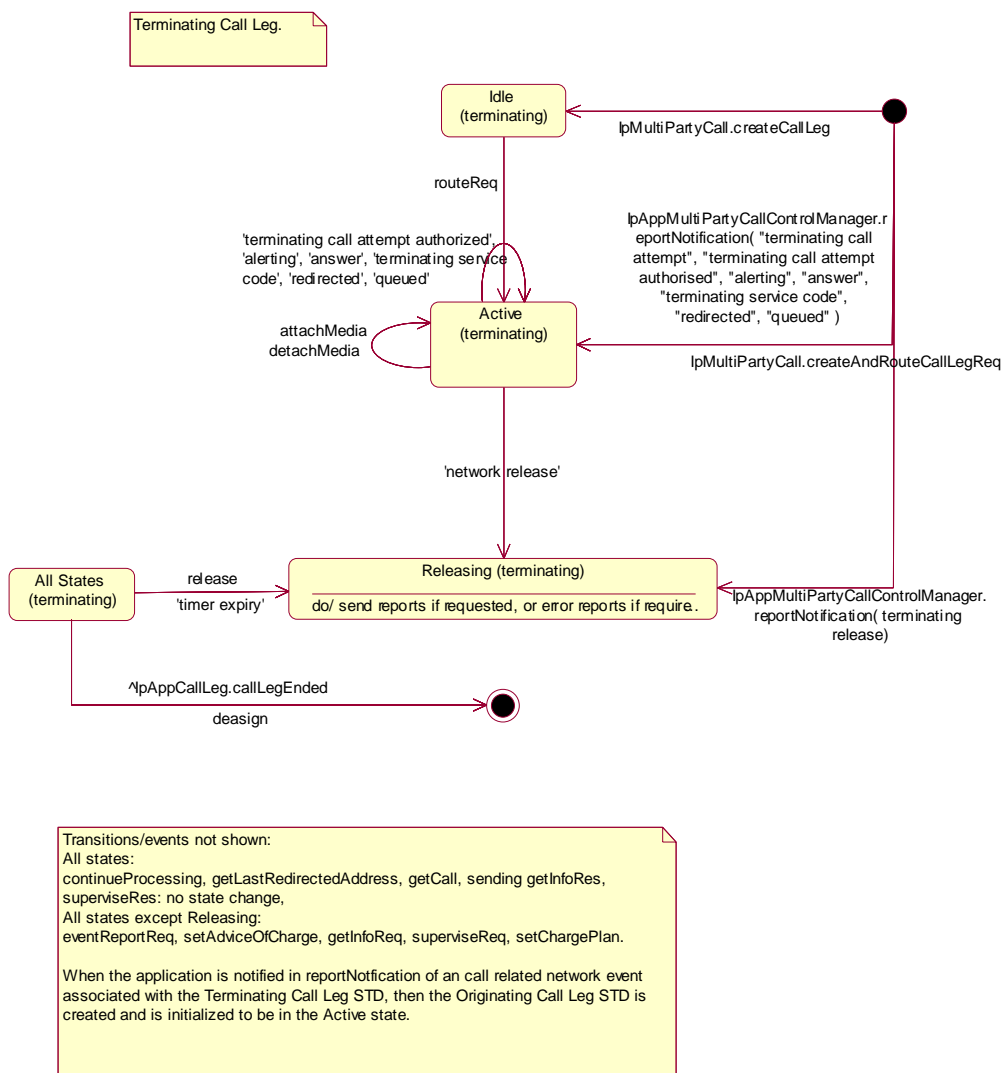 Terminating Call Leg.
Idle
(terminating)
IpMultiPartyCall.createCallLeg
routeReq
IpAppMultiPartyCallControlManager.r
eportNotification( "terminating call
attempt", "terminating call attempt
authorised", "alerting", "answer",
"terminating service code",
"redirected", "queued" )
'terminating call attempt authorized',
'alerting', 'answer', 'terminating service
code', 'redirected', 'queued'
Active
(terminating)
attachMedia
detachMedia
IpMultiPartyCall.createAndRouteCallLegReq
'network release'
All States
(terminating)
release
'timer expiry'
Releasing (terminating)
do/ send reports if requested, or error reports if require..
IpAppMultiPartyCallControlManager.
reportNotification( terminating
release)
^IpAppCallLeg.callLegEnded
deasign
Transitions/events not shown:
All states:
continueProcessing, getLastRedirectedAddress, getCall, sending getInfoRes,
superviseRes: no state change,
All states except Releasing:
eventReportReq, setAdviceOfCharge, getInfoReq, superviseReq, setChargePlan.
When the application is notified in reportNotfication of an call related network event
associated with the Terminating Call Leg STD, then the Originating Call Leg STD is
created and is initialized to be in the Active state.